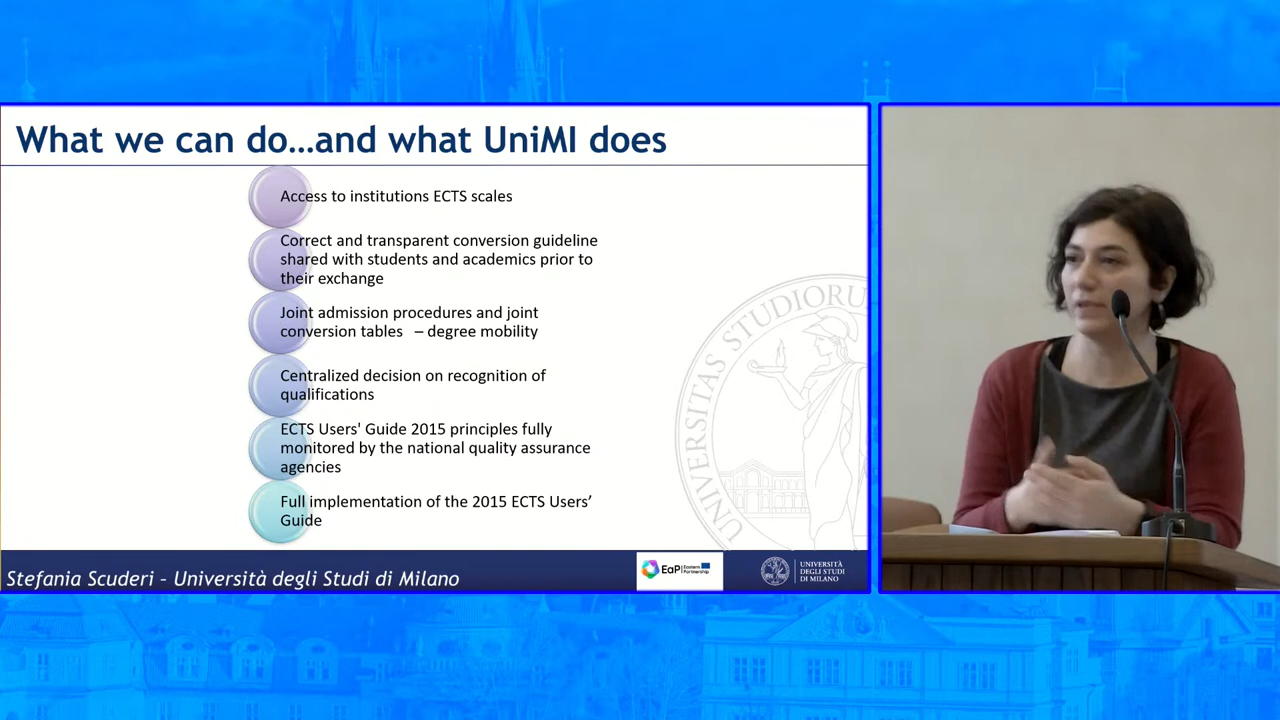 What we can do…and what UniMI does
Access to institutions ECTS scales
Correct and transparent conversion guideline
shared with students and academics prior to
their exchange
Joint admission procedures and joint
conversion tables – degree mobility
Centralized decision on recognition of
qualifications
ECTS Users' Guide 2015 principles fully
monitored by the national quality assurance
agencies
Full implementation of the 2015 ECTS Users’
Guide
UNIVERSITAS STUDIORU
Stefania Scuderi – Università degli Studi di Milano
EaP Eastern
Partnership
UNIVERSITÀ
DEGLI STUDI
DI MILANO